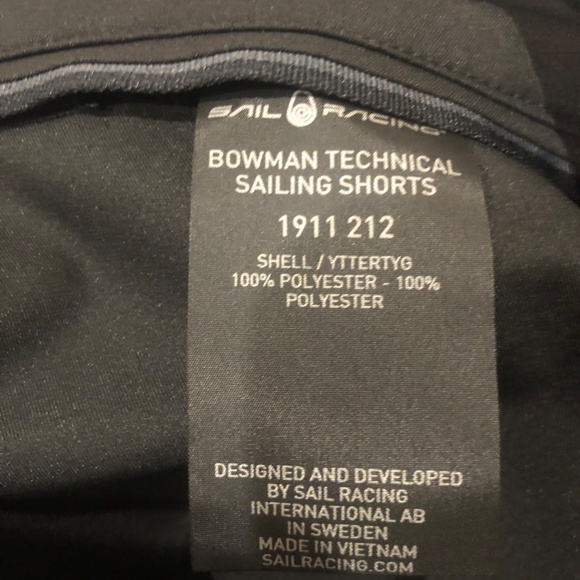 SAIL RACING
BOWMAN TECHNICAL
SAILING SHORTS
1911 212
SHELL / YTTERTYG
100% POLYESTER - 100%
POLYESTER
DESIGNED AND DEVELOPED
BY SAIL RACING
INTERNATIONAL AB
IN SWEDEN
MADE IN VIETNAM
SAILRACING.COM